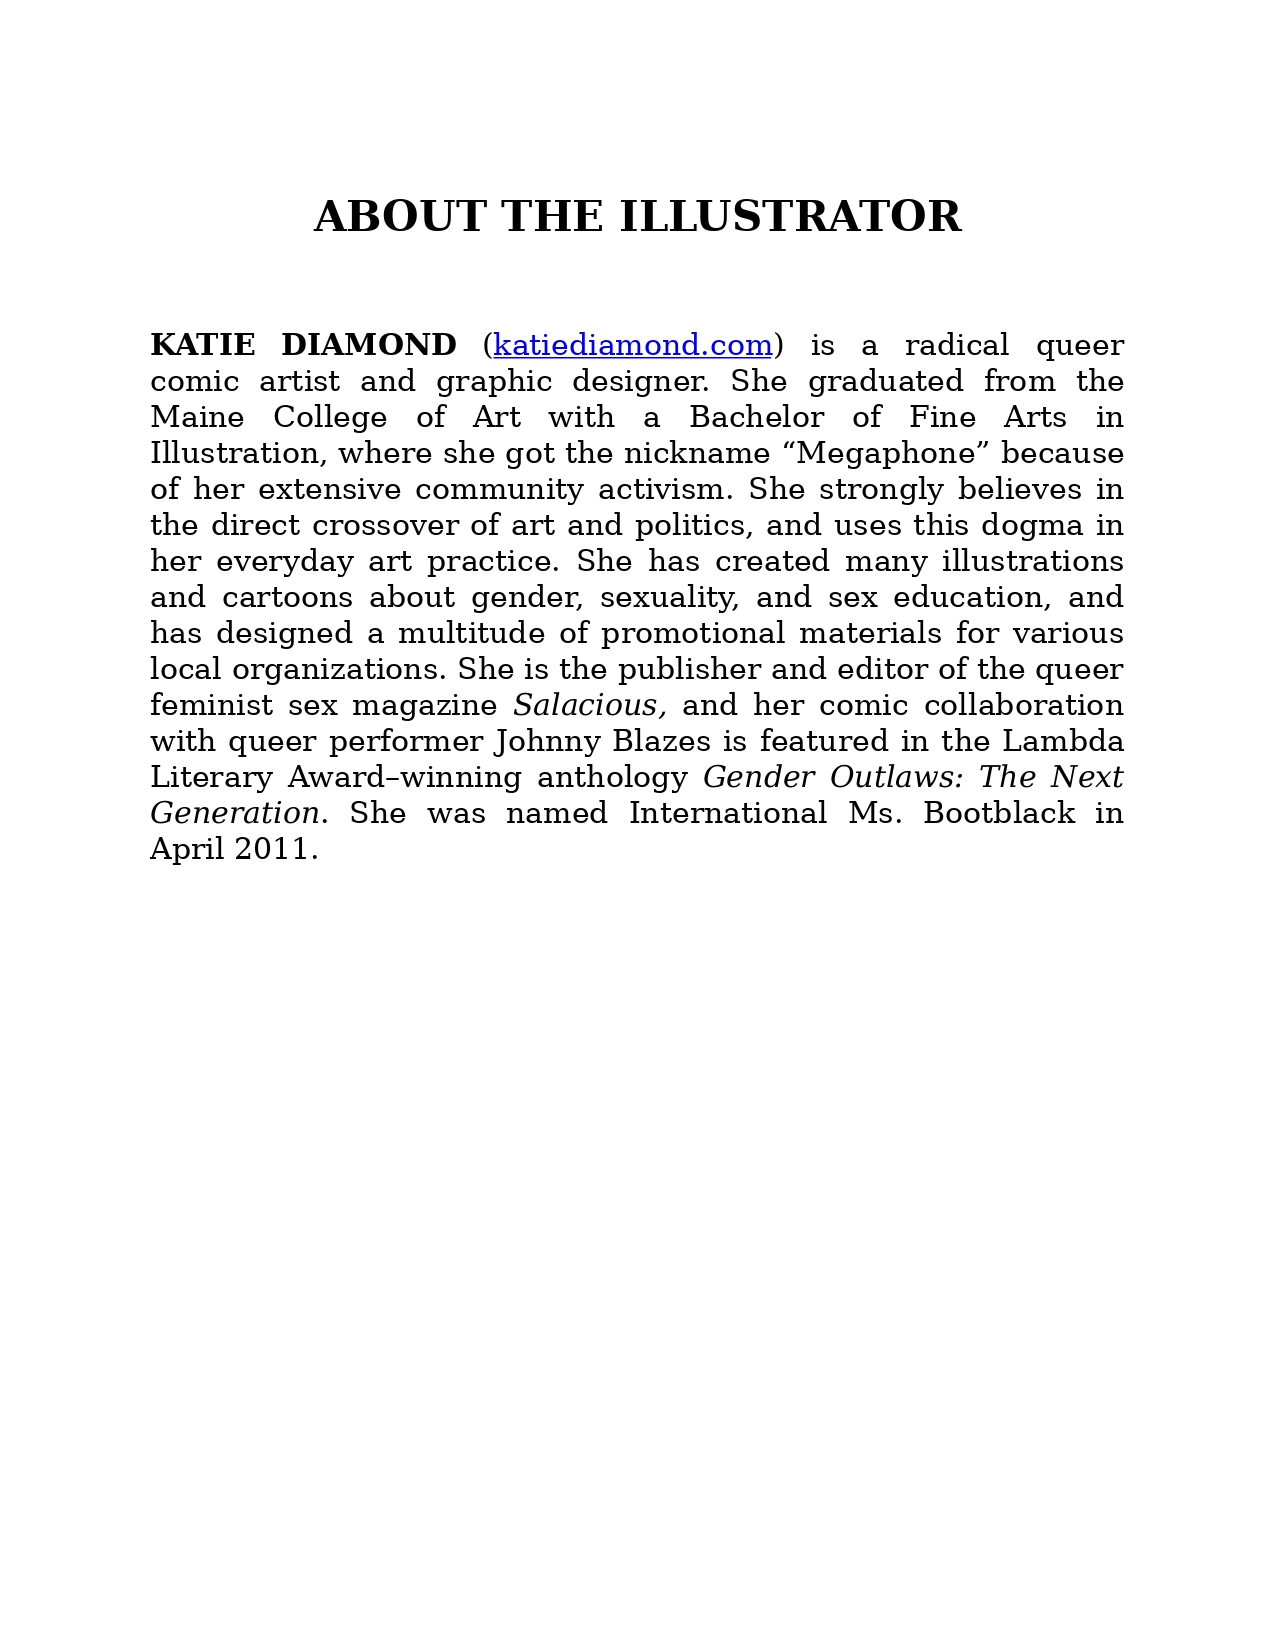 ABOUT THE ILLUSTRATOR
KATIE DIAMOND (katiediamond.com) is a radical queer
comic artist and graphic designer. She graduated from the
Maine College of Art with a Bachelor of Fine Arts in
Illustration, where she got the nickname “Megaphone” because
of her extensive community activism. She strongly believes in
the direct crossover of art and politics, and uses this dogma in
her everyday art practice. She has created many illustrations
and cartoons about gender, sexuality, and sex education, and
has designed a multitude of promotional materials for various
local organizations. She is the publisher and editor of the queer
feminist sex magazine Salacious, and her comic collaboration
with queer performer Johnny Blazes is featured in the Lambda
Literary Award–winning anthology Gender Outlaws: The Next
Generation. She was named International Ms. Bootblack in
April 2011.